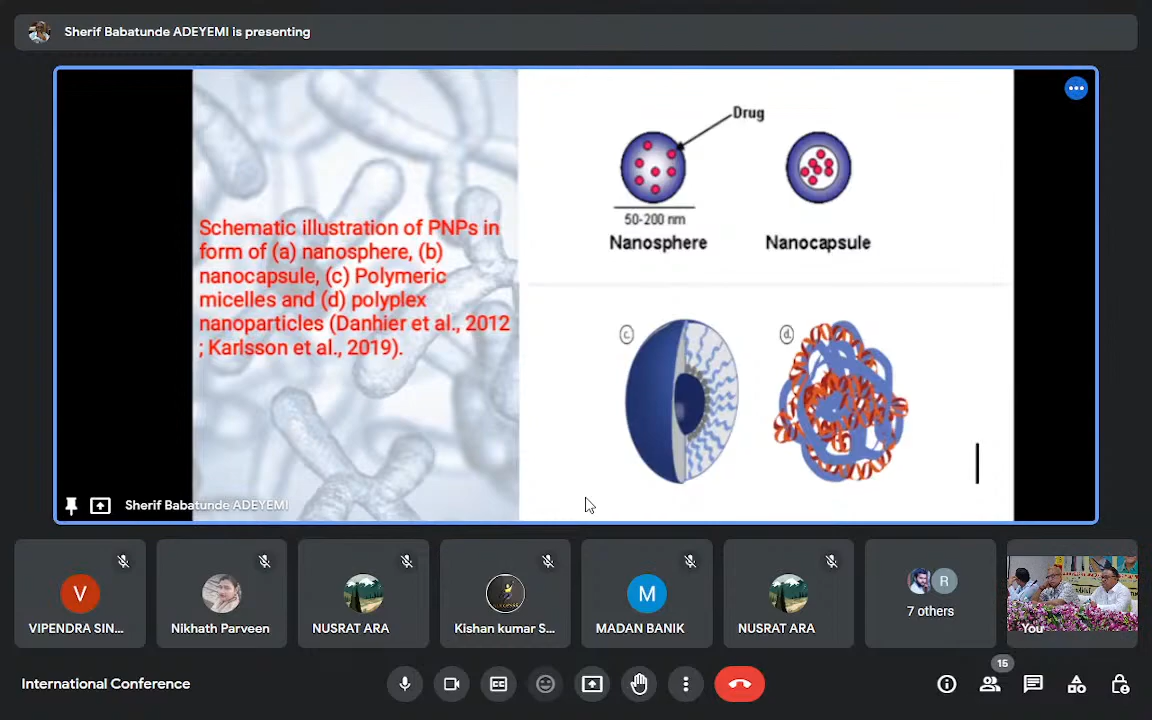 Sherif Babatunde ADEYEMI is presenting
Schematic illustration of PNPs in
form of (a) nanosphere, (b)
nanocapsule, (c) Polymeric
micelles and (d) polyplex
nanoparticles (Danhier et al., 2012
; Karlsson et al., 2019).
Drug
50-200 nm
Nanosphere
Nanocapsule
c
d
Sherif Babatunde ADEYEMI
V
VIPENDRA SIN...
Nikhath Parveen
NUSRAT ARA
Kishan kumar S...
M
MADAN BANIK
NUSRAT ARA
R
7 others
You
International Conference
15